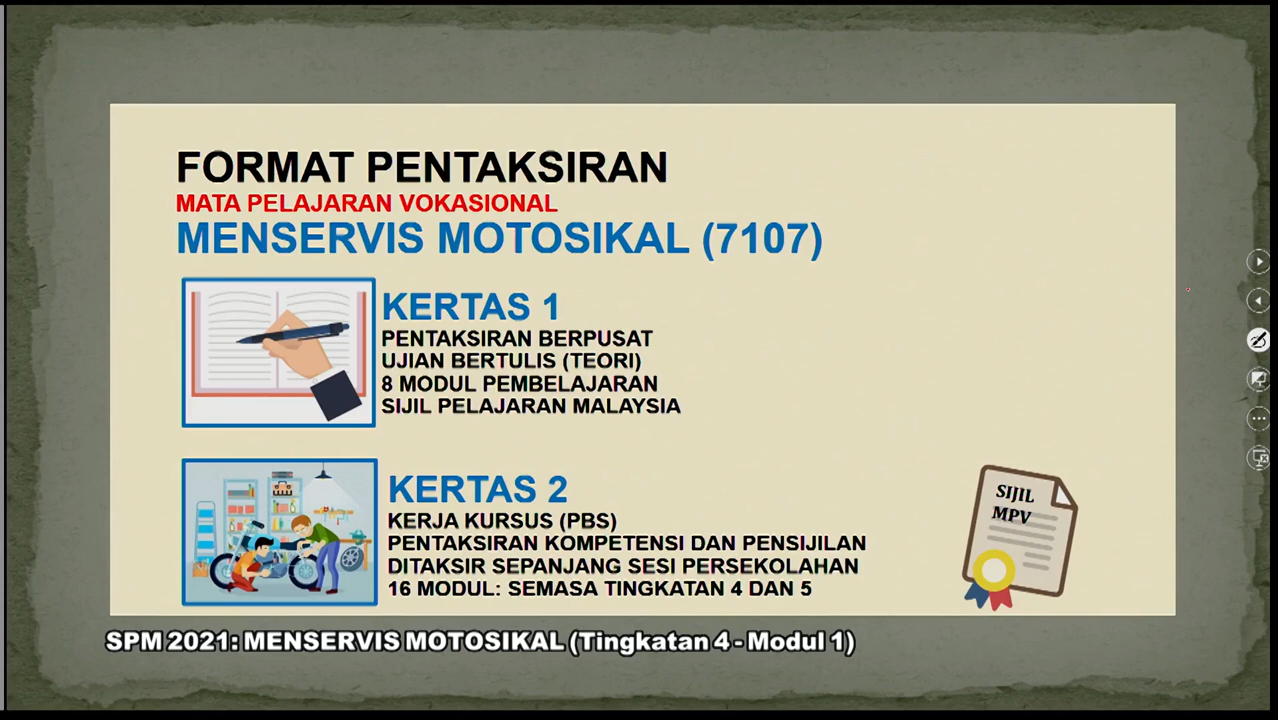 FORMAT PENTAKSIRAN
MATA PELAJARAN VOKASIONAL
MENSERVIS MOTOSIKAL (7107)
KERTAS 1
PENTAKSIRAN BERPUSAT
UJIAN BERTULIS (TEORI)
8 MODUL PEMBELAJARAN
SIJIL PELAJARAN MALAYSIA
KERTAS 2
KERJA KURSUS (PBS)
PENTAKSIRAN KOMPETENSI DAN PENSIJILAN
DITAKSIR SEPANJANG SESI PERSEKOLAHAN
16 MODUL: SEMASA TINGKATAN 4 DAN 5
SIJIL
MPV
SPM 2021: MENSERVIS MOTOSIKAL (Tingkatan 4 - Modul 1)